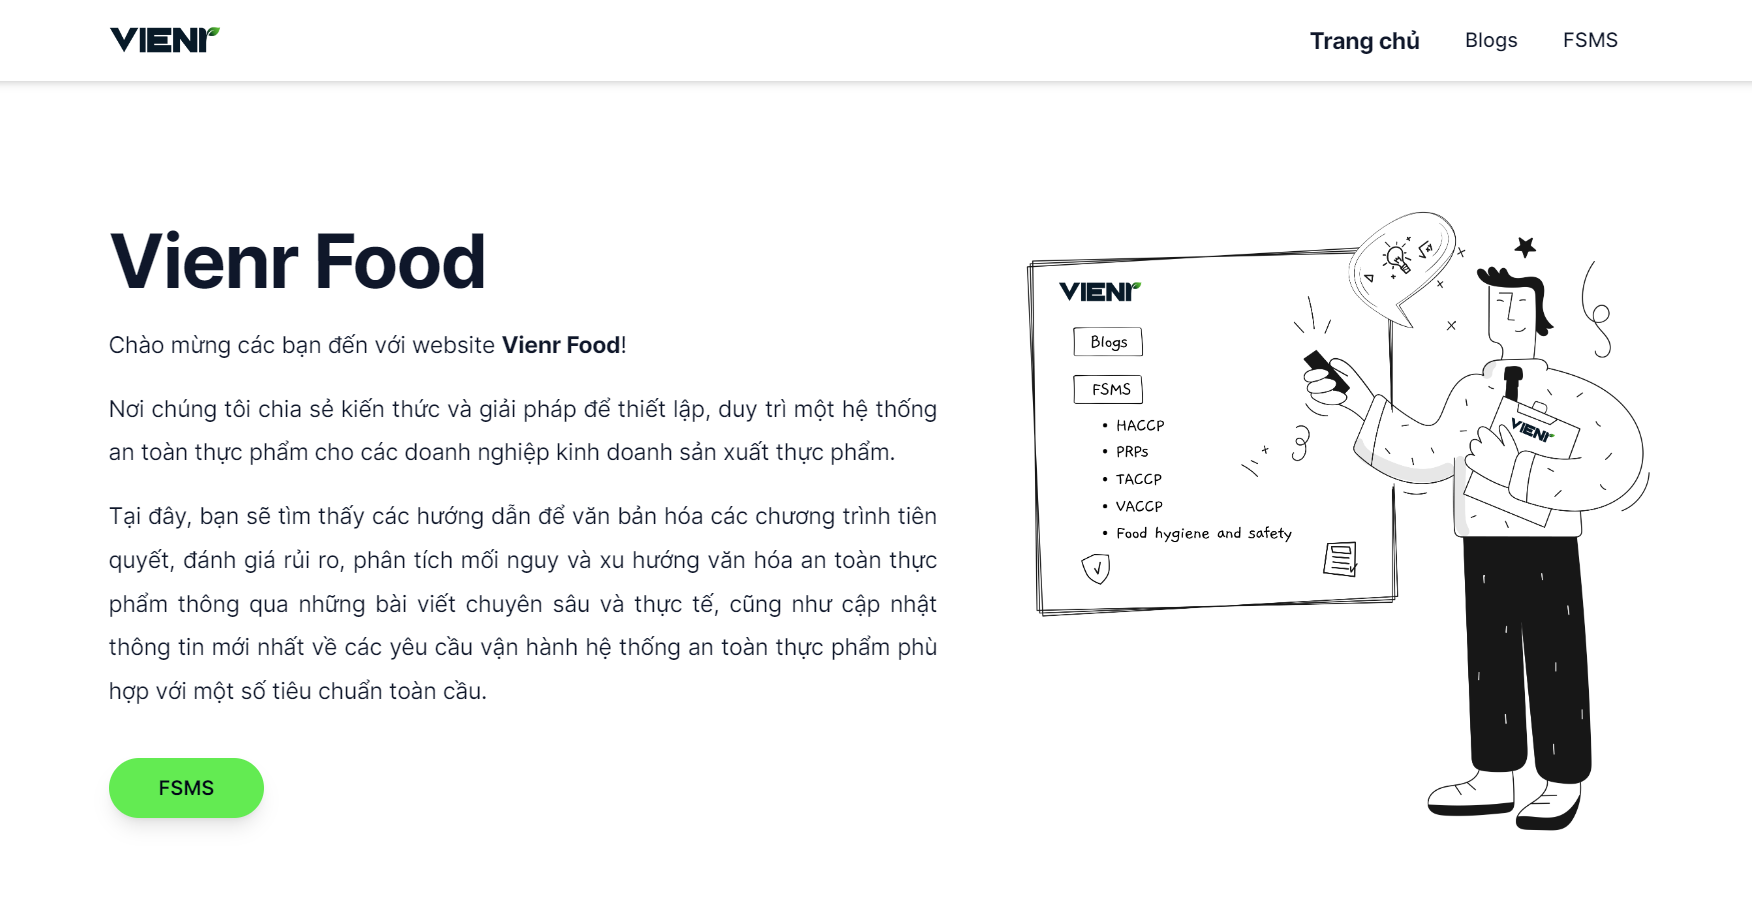 VIENR
Trang chủ
Blogs
FSMS
Vienr Food
Chào mừng các bạn đến với website Vienr Food!
Nơi chúng tôi chia sẻ kiến thức và giải pháp để thiết lập, duy trì một hệ thống
an toàn thực phẩm cho các doanh nghiệp kinh doanh sản xuất thực phẩm.
Tại đây, bạn sẽ tìm thấy các hướng dẫn để văn bản hóa các chương trình tiên
quyết, đánh giá rủi ro, phân tích mối nguy và xu hướng văn hóa an toàn thực
phẩm thông qua những bài viết chuyên sâu và thực tế, cũng như cập nhật
thông tin mới nhất về các yêu cầu vận hành hệ thống an toàn thực phẩm phù
hợp với một số tiêu chuẩn toàn cầu.
FSMS
VIENR
Blogs
FSMS
• HACCP
• PRPs
• TACCP
• VACCP
• Food hygiene and safety
VIENR